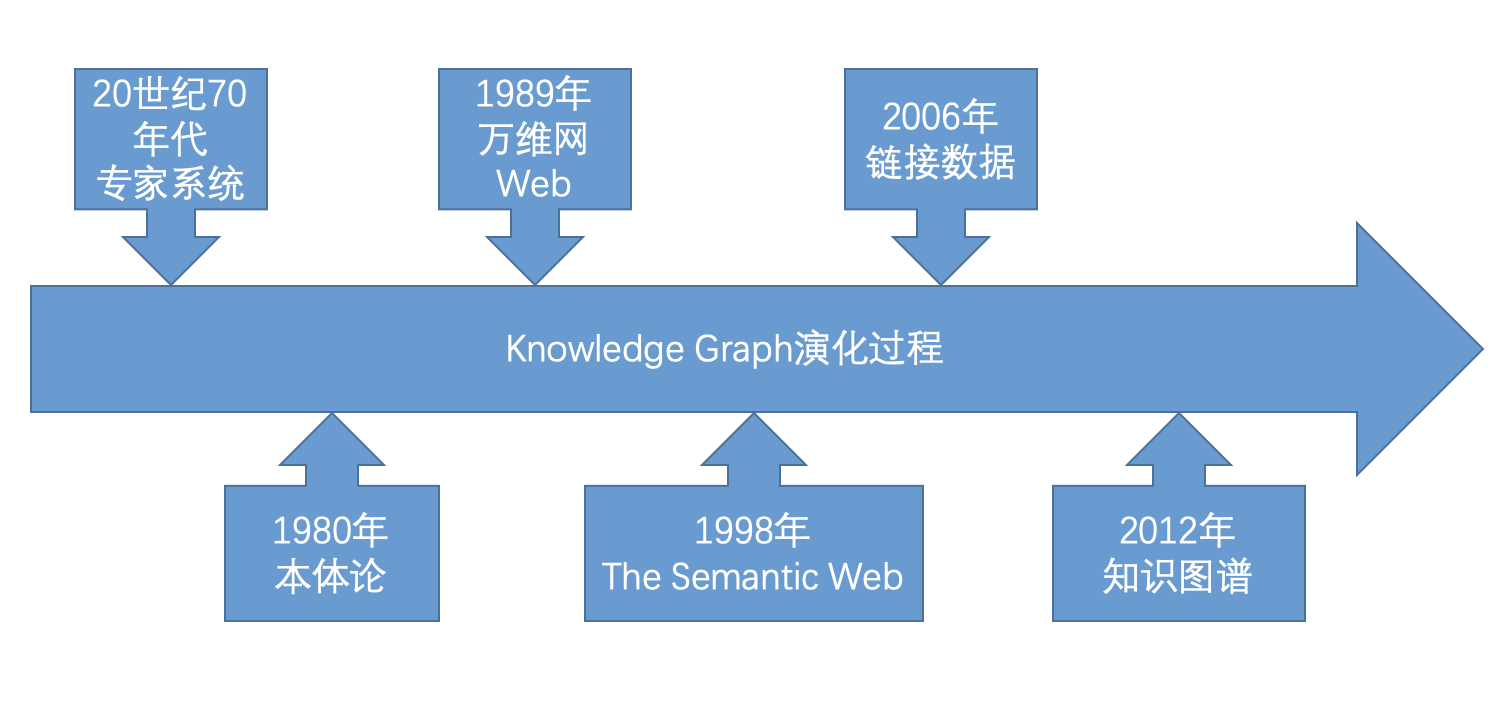 20世纪70
年代
专家系统
1989年
万维网
Web
2006年
链接数据
Knowledge Graph演化过程
1980年
本体论
1998年
The Semantic Web
2012年
知识图谱